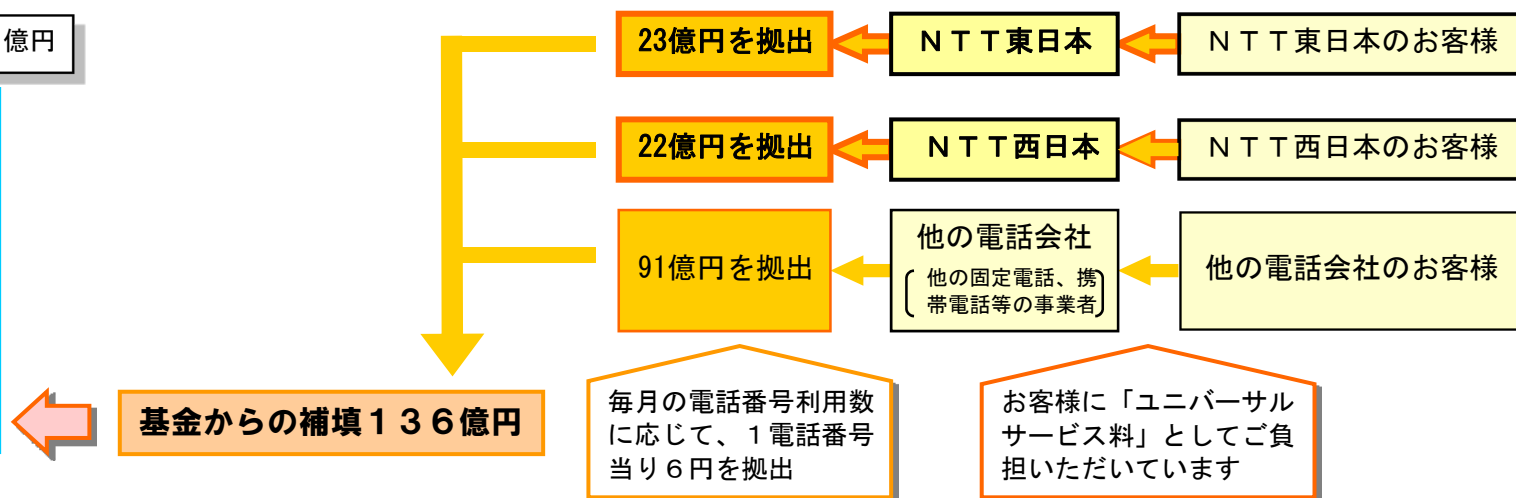 億円
23億円を拠出
ＮＴＴ東日本
ＮＴＴ東日本のお客様
22億円を拠出
ＮＴＴ西日本
ＮＴＴ西日本のお客様
91億円を拠出
他の電話会社
他の固定電話、携
帯電話等の事業者
他の電話会社のお客様
基金からの補填１３６億円
毎月の電話番号利用数
に応じて、１電話番号
当り６円を拠出
お客様に「ユニバーサル
サービス料」としてご負
担いただいています